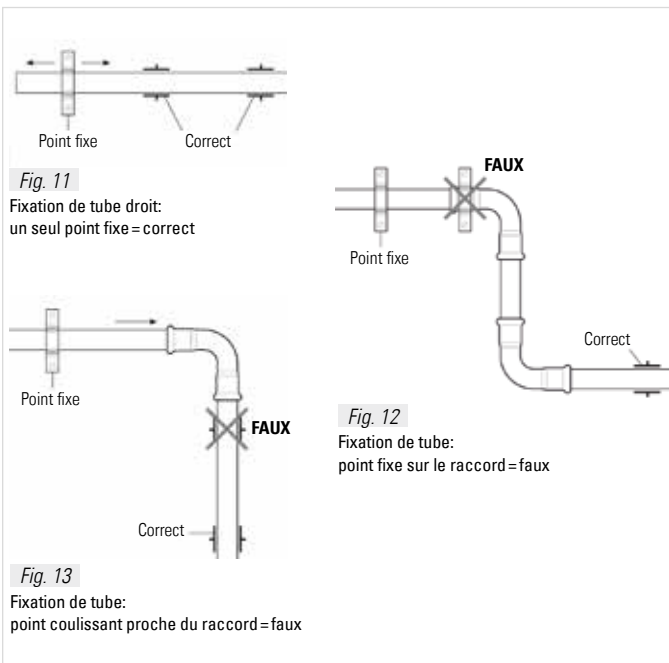 Point fixe
Correct
Fig. 11
Fixation de tube droit:
un seul point fixe = correct
FAUX
Point fixe
Correct
Fig. 12
Fixation de tube:
point fixe sur le raccord = faux
Point fixe
FAUX
Correct
Fig. 13
Fixation de tube:
point coulissant proche du raccord = faux